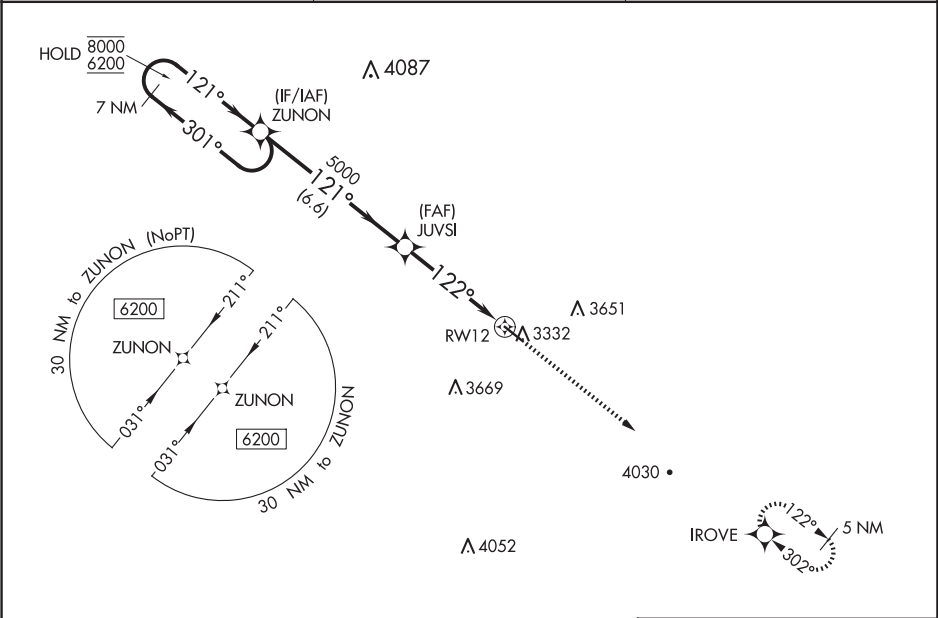 HOLD 8000
6200
7 NM
121°
301°
(IF/IAF)
ZUNON
4087
5000
121°
(6.6)
(FAF)
JUVSI
122°
RW12
3332
3651
3669
4030
4052
IROVE
122°
302°
5 NM
30 NM to ZUNON (NoPT)
6200
211°
ZUNON
031°
211°
ZUNON
6200
031°
30 NM to ZUNON